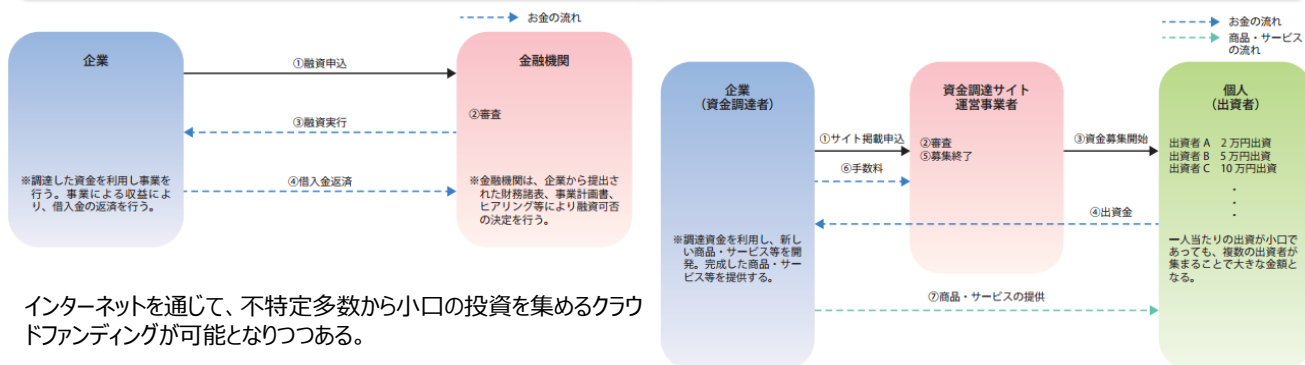 お金の流れ
企業
①融資申込
金融機関
②審査
③融資実行
④借入金返済
※調達した資金を利用し事業を
行う。事業による収益によ
り、借入金の返済を行う。
※金融機関は、企業から提出さ
れた財務諸表、事業計画書、
ヒアリング等により融資可否
の決定を行う。
インターネットを通じて、不特定多数から小口の投資を集めるクラウ
ドファンディングが可能となりつつある。
お金の流れ
商品・サービス
の流れ
企業
（資金調達者）
資金調達サイト
運営事業者
個人
（出資者）
①サイト掲載申込
②審査
⑤募集終了
③資金募集開始
⑥手数料
出資者 A 2 万円出資
出資者 B 5 万円出資
出資者 C 10 万円出資
・
・
・
④出資金
※調達資金を利用し、新し
い商品・サービス等を開
発。完成した商品・サー
ビス等を提供する。
一人当たりの出資が小口で
あっても、複数の出資者が
集まることで大きな金額と
なる。
⑦商品・サービスの提供